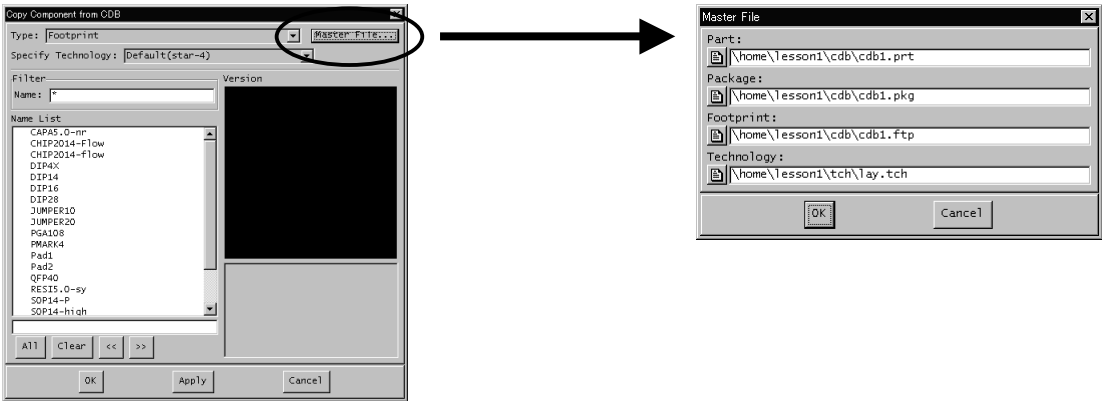 Copy Component from CDB
Type: Footprint
Master File...
Specify Technology: Default(star-4)
Filter
Name: *
Name List
CAPA5.0-nr
CHIP2014-Flow
CHIP2014-flow
DIP4X
DIP14
DIP16
DIP28
JUMPER10
JUMPER20
PGA108
PMARK4
Pad1
Pad2
QFP40
RESI5.0-sy
SOP14-P
SOP14-high
All Clear << >>
Version
OK Apply Cancel
Master File
Part:
\home\lesson1\cdb\cdb1.prt
Package:
\home\lesson1\cdb\cdb1.pkg
Footprint:
\home\lesson1\cdb\cdb1.ftp
Technology:
\home\lesson1\tch\lay.tch
OK Cancel